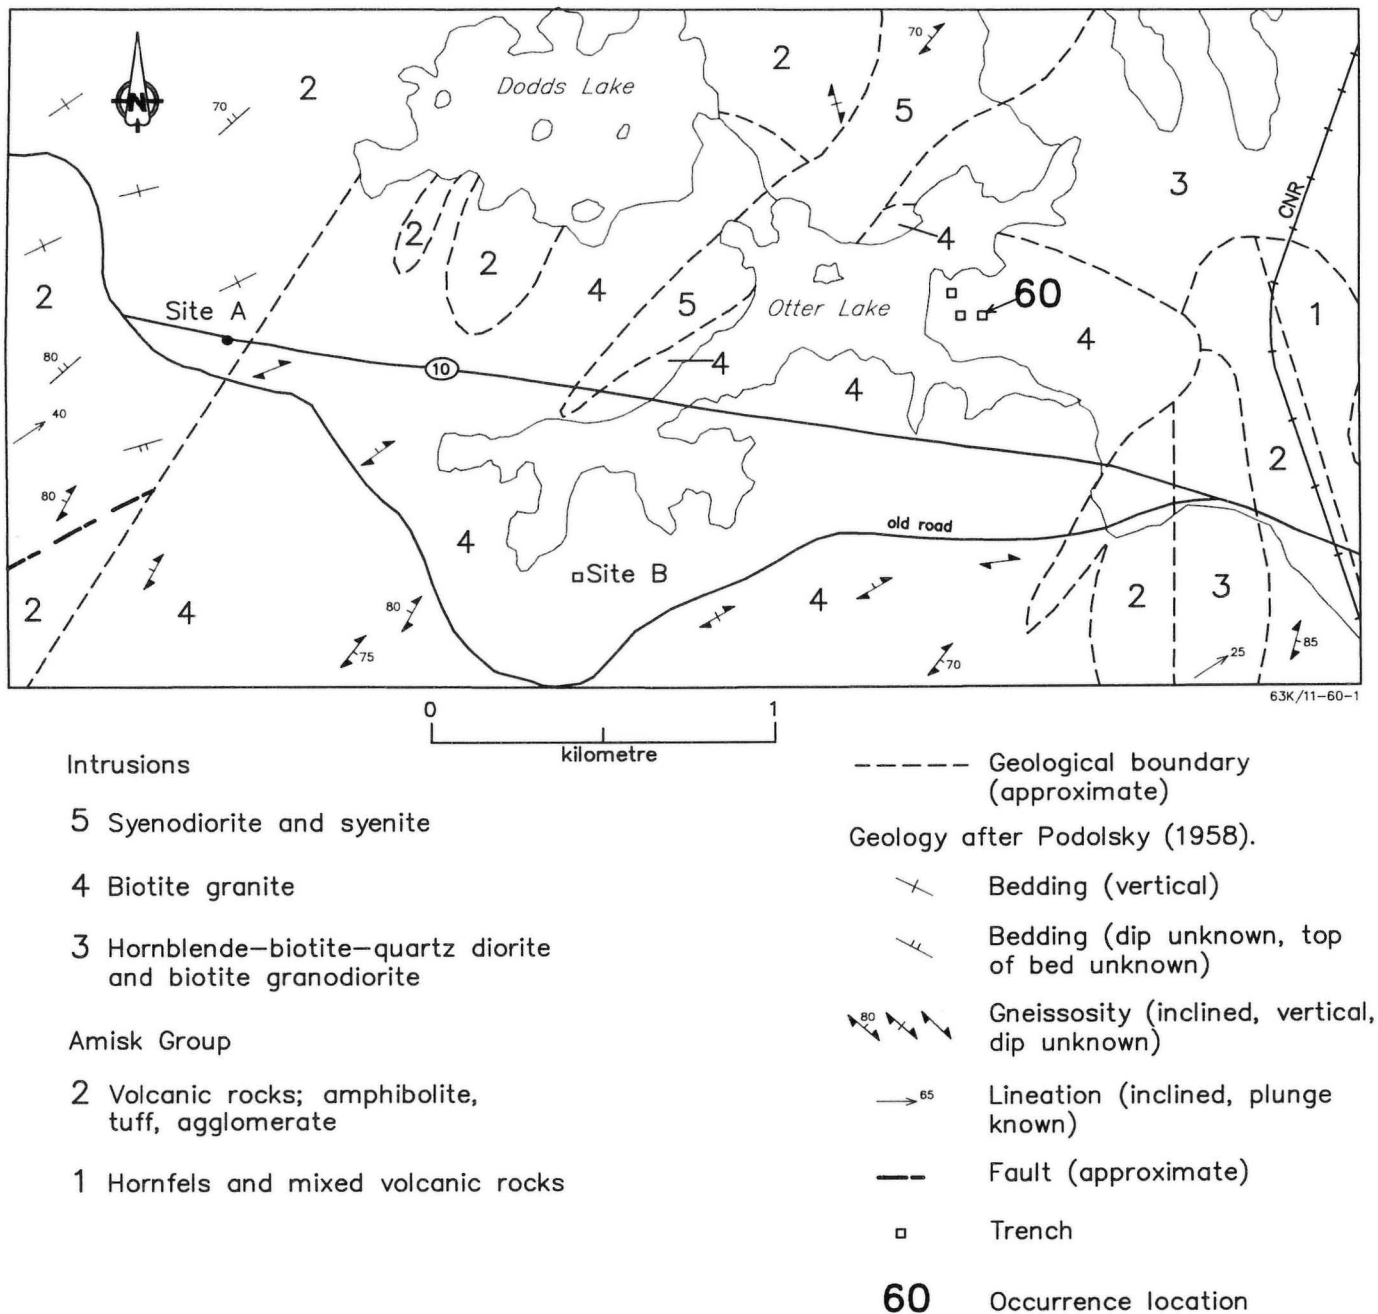 70
2
5
2
70
Dodds Lake
N
3
CNR
2
2
4
4
2
Site A
5
Otter Lake
60
1
10
4
4
4
80
40
2
80
old road
4
Site B
2
4
80
75
4
70
2
3
25
85
63K/11-60-1
0
1
kilometre
Intrusions
5 Syenodiorite and syenite
4 Biotite granite
3 Hornblende-biotite-quartz diorite
and biotite granodiorite
Amisk Group
2 Volcanic rocks; amphibolite,
tuff, agglomerate
1 Hornfels and mixed volcanic rocks
Geological boundary
(approximate)
Geology after Podolsky (1958).
Bedding (vertical)
Bedding (dip unknown, top
of bed unknown)
80
Gneissosity (inclined, vertical,
dip unknown)
65
Lineation (inclined, plunge
known)
Fault (approximate)
Trench
60 Occurrence location